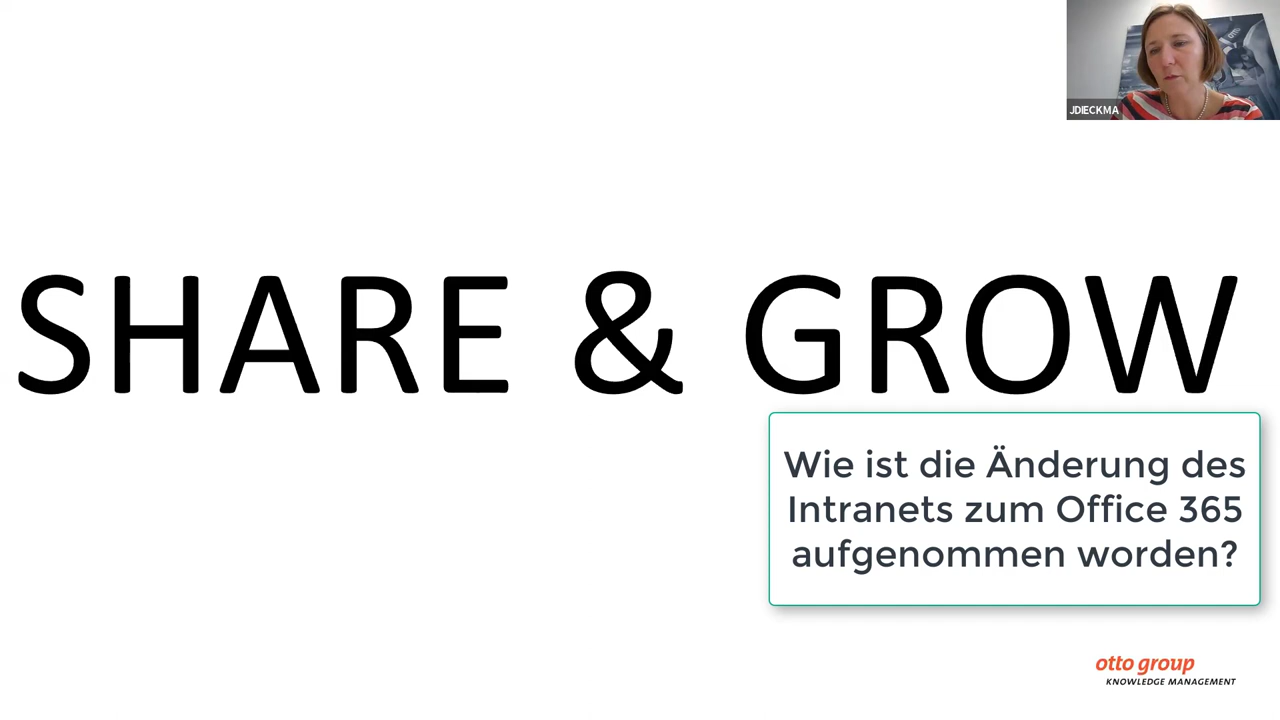 JDIECKMA
SHARE & GROW
Wie ist die Änderung des
Intranets zum Office 365
aufgenommen worden?
otto group
KNOWLEDGE MANAGEMENT